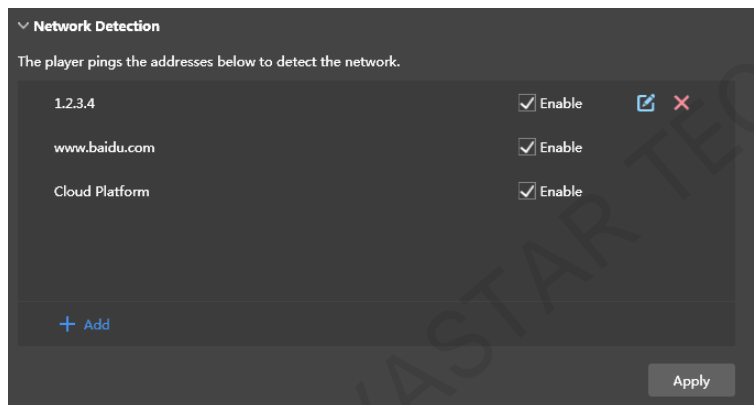 Network Detection
The player pings the addresses below to detect the network.
1.2.3.4 Enable
www.baidu.com Enable
Cloud Platform Enable
+ Add
Apply